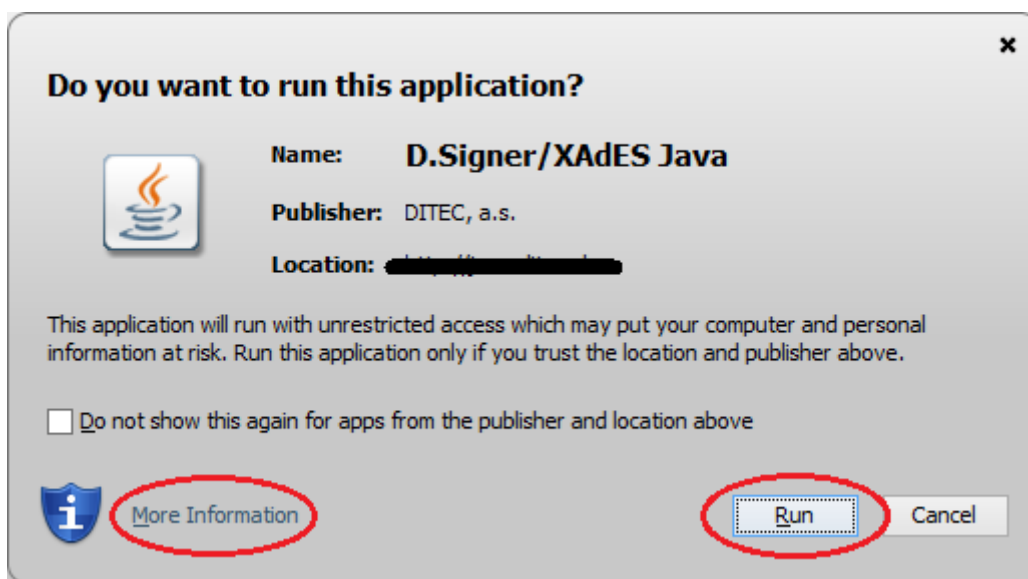 Do you want to run this application?
Name: D.Signer/XAdES Java
Publisher: DITEC, a.s.
Location:
This application will run with unrestricted access which may put your computer and personal
information at risk. Run this application only if you trust the location and publisher above.
Do not show this again for apps from the publisher and location above
More Information
Run
Cancel